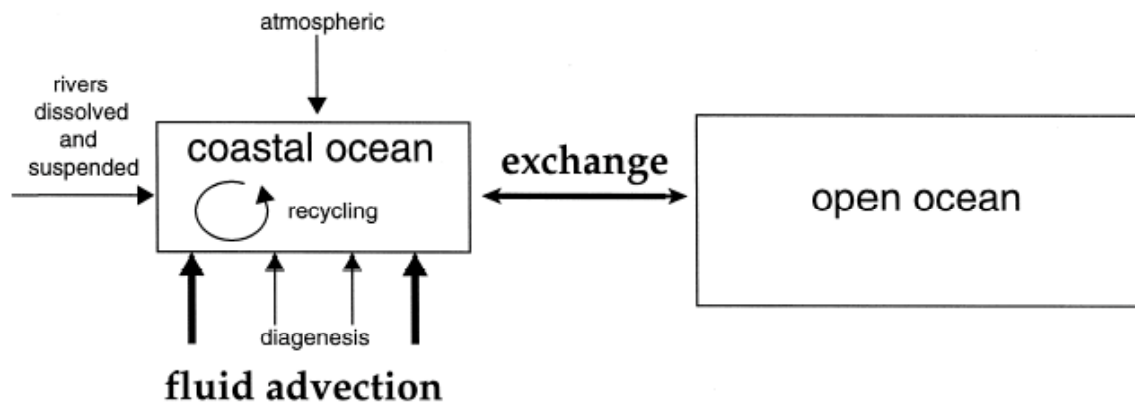 atmospheric
rivers
dissolved
and
suspended
coastal ocean
recycling
exchange
open ocean
diagenesis
fluid advection